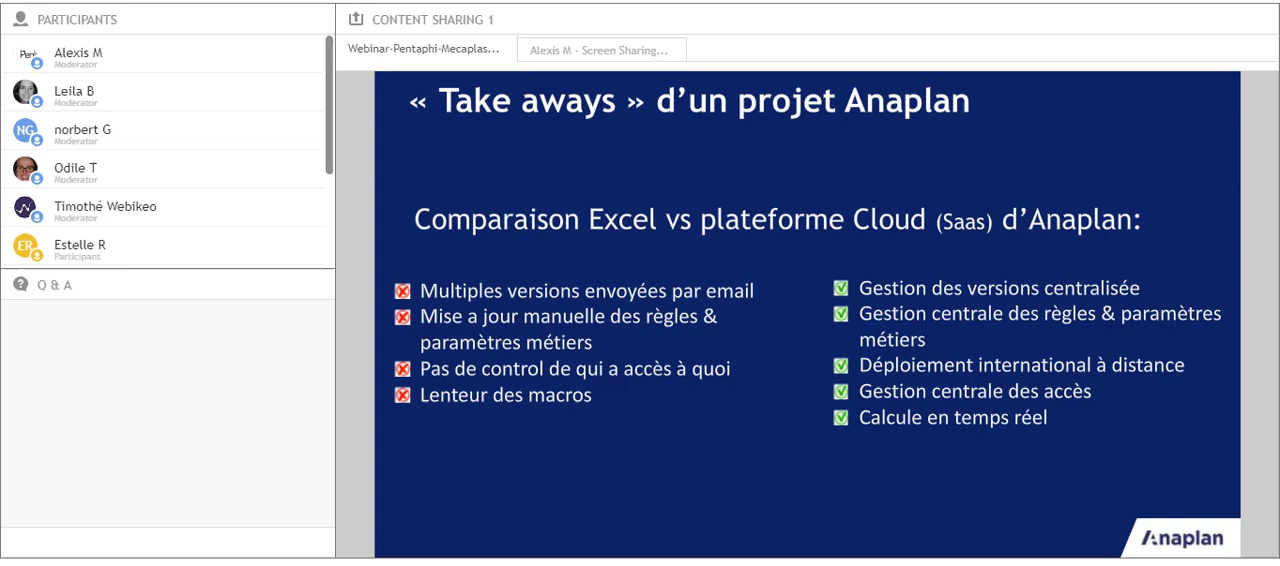 PARTICIPANTS
Alexis M
Moderator
Leila B
Moderator
NG
norbert G
Moderator
Odile T
Moderator
Timothé Webikeo
Moderator
ER
Estelle R
Participant
Q & A
CONTENT SHARING 1
Webinar-Pentaphi-Mecaplas...
Alexis M - Screen Sharing...
« Take aways » d’un projet Anaplan
Comparaison Excel vs plateforme Cloud (Saas) d’Anaplan:
Multiples versions envoyées par email
Mise a jour manuelle des règles &
paramètres métiers
Pas de control de qui a accès à quoi
Lenteur des macros
Gestion des versions centralisée
Gestion centrale des règles & paramètres
métiers
Déploiement international à distance
Gestion centrale des accès
Calcule en temps réel
Anaplan